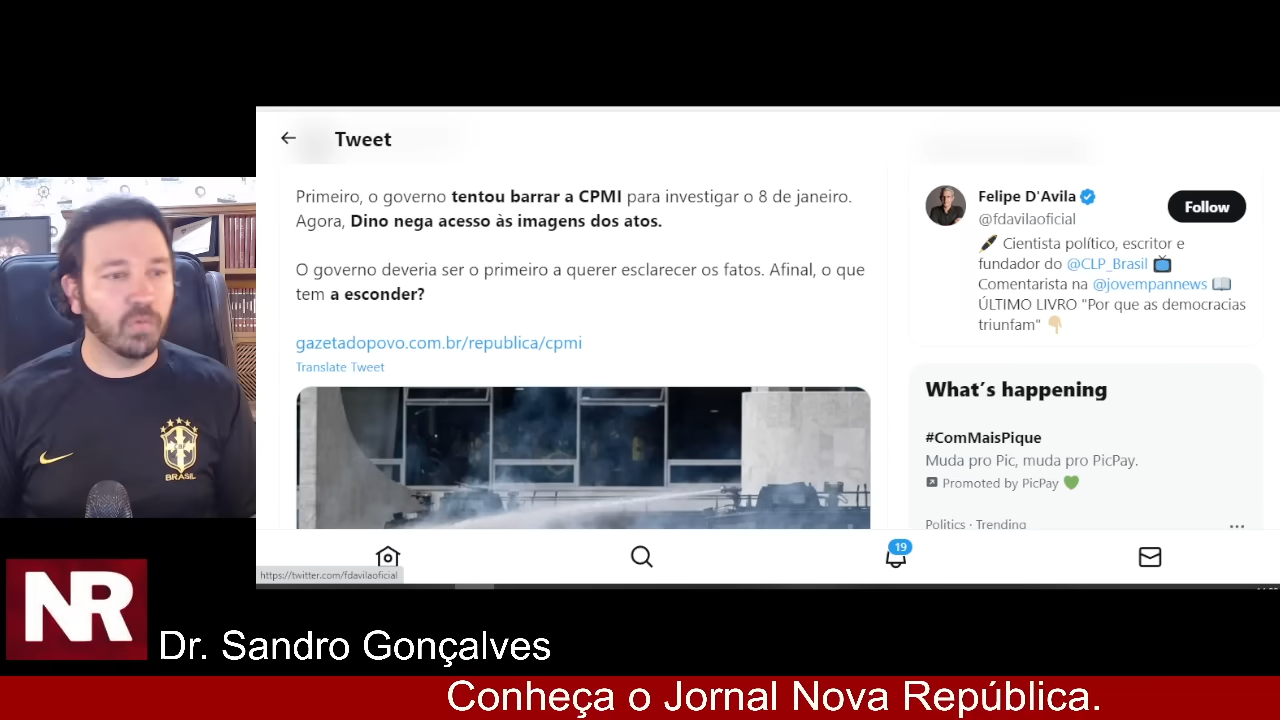 Tweet
Primeiro, o governo tentou barrar a CPMI para investigar o 8 de janeiro.
Agora, Dino nega acesso às imagens dos atos.
O governo deveria ser o primeiro a querer esclarecer os fatos. Afinal, o que
tem a esconder?
gazetadopovo.com.br/republica/cpmi
Translate Tweet
Felipe D'Avila
@fdavilaoficial
Follow
Cientista político, escritor e
fundador do @CLP_Brasil
Comentarista na @jovempannews
ÚLTIMO LIVRO "Por que as democracias
triunfam"
What's happening
#ComMaisPique
Muda pro Pic, muda pro PicPay.
Promoted by PicPay
Politics · Trending
19
https://twitter.com/fdavilaoficial
BRASIL
NR
Dr. Sandro Gonçalves
Conheça o Jornal Nova República.